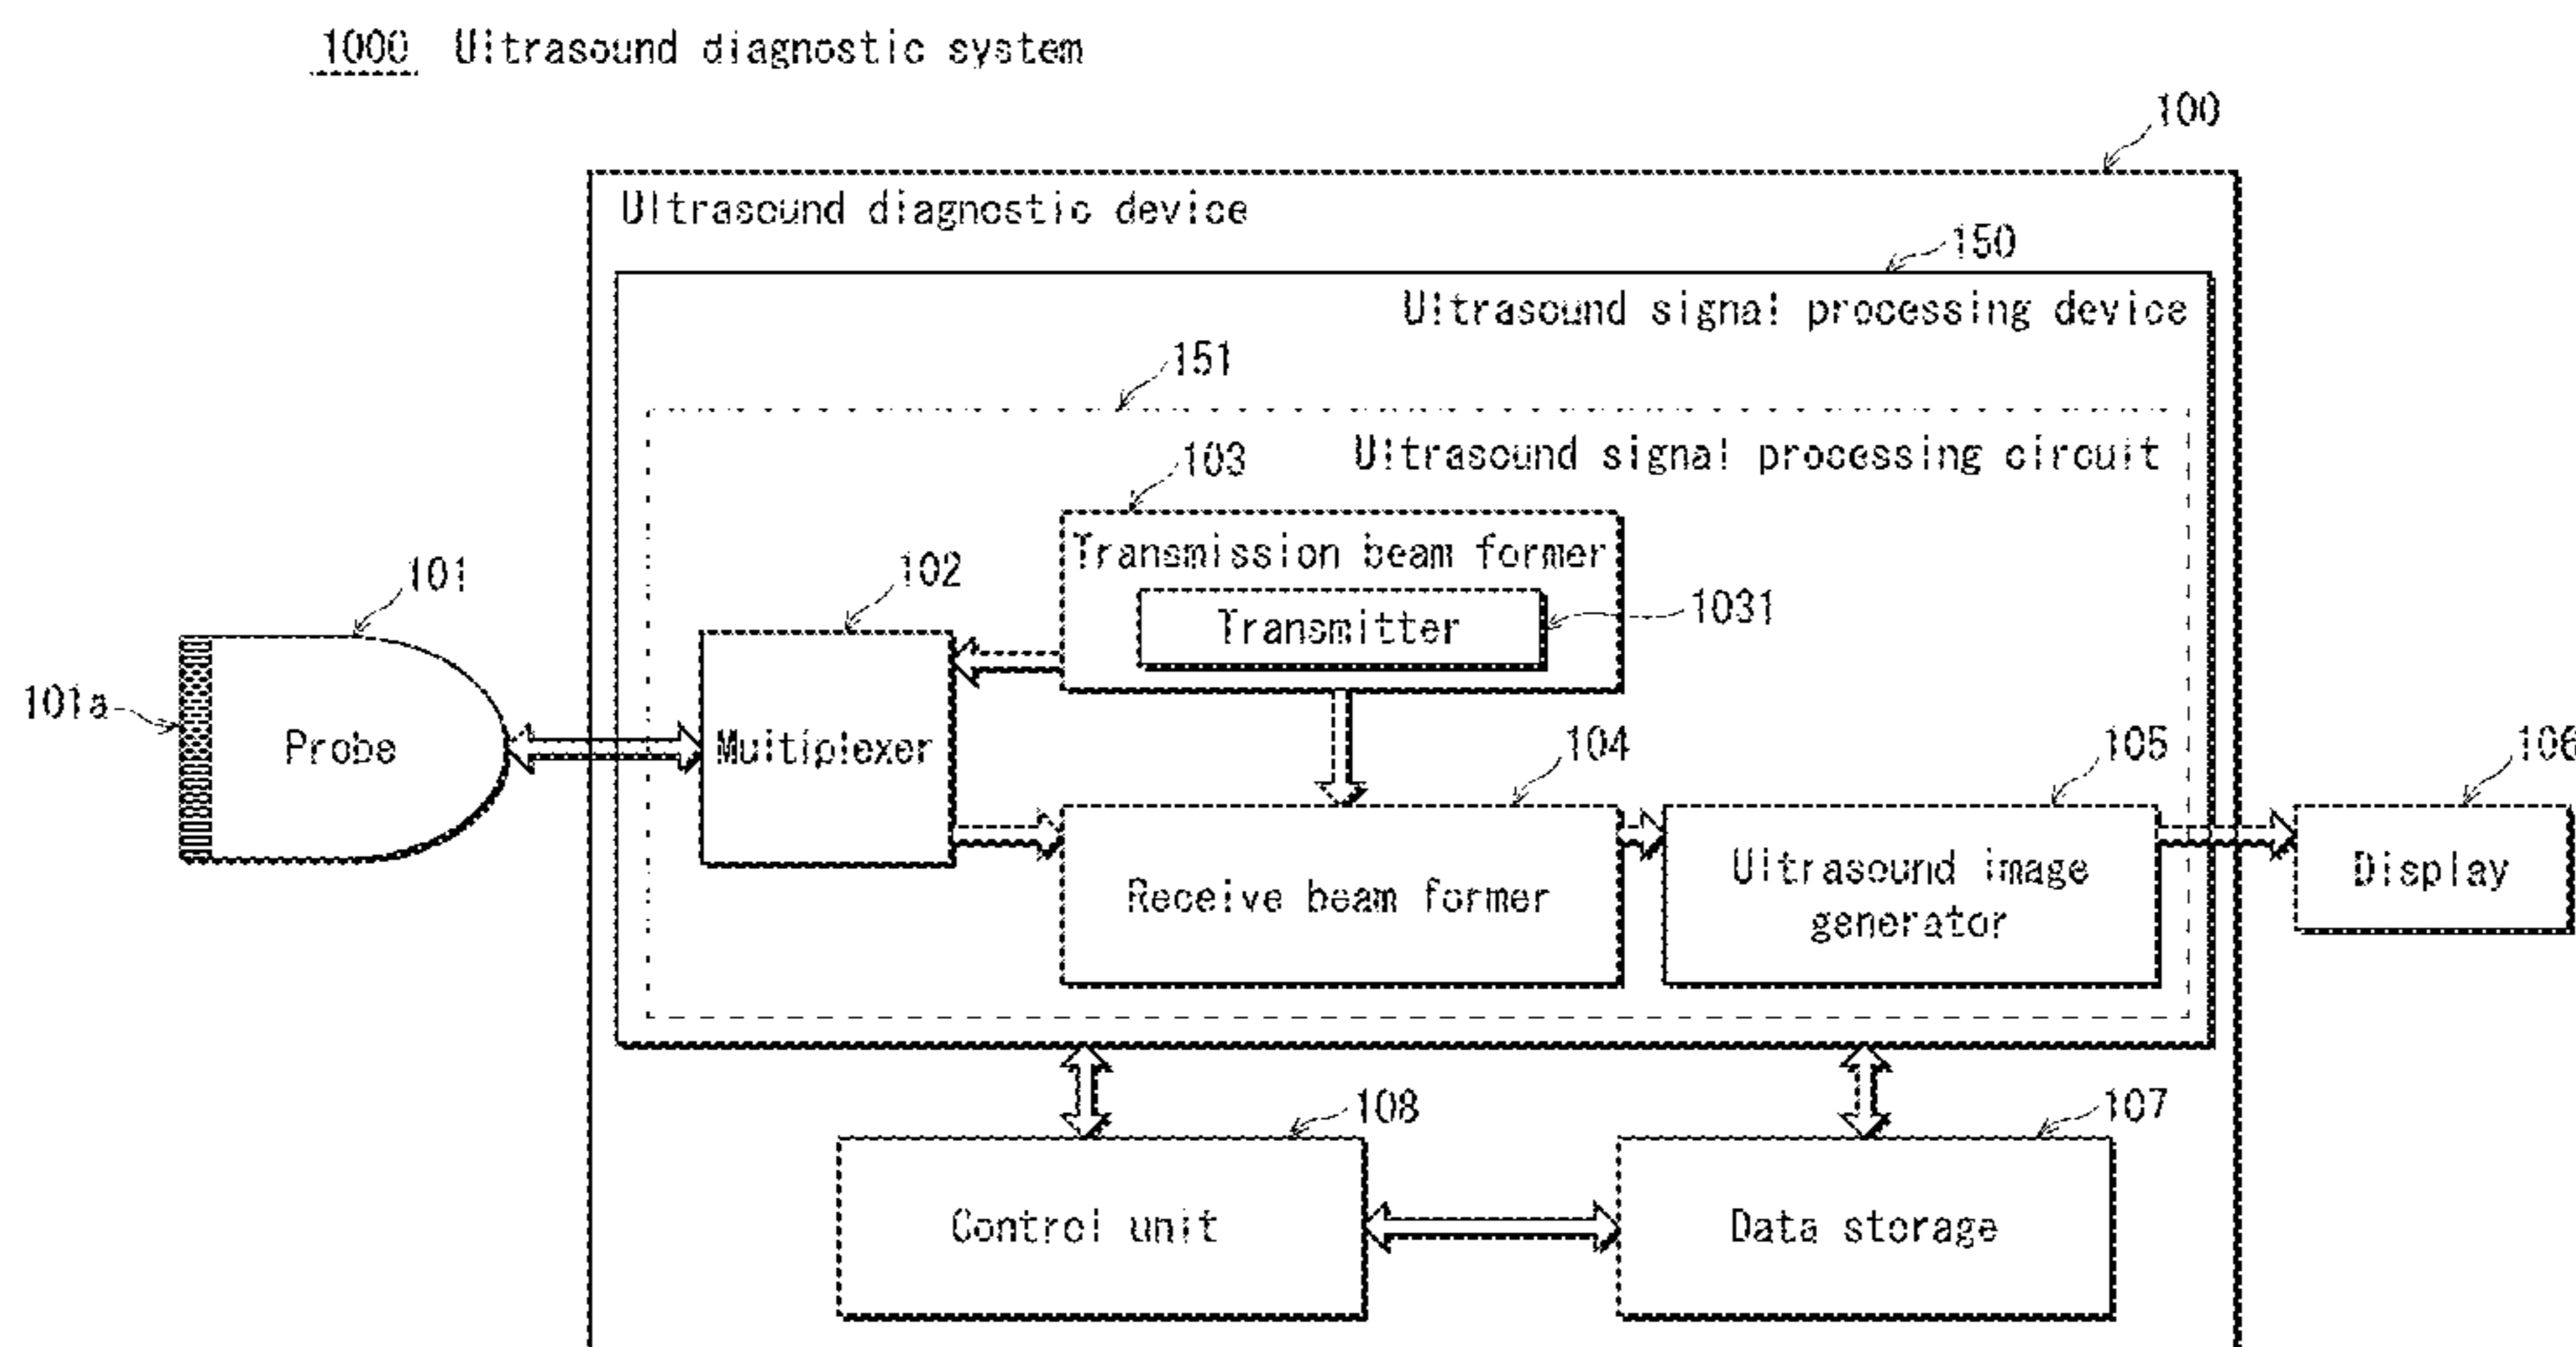 1000 Ultrasound diagnostic system
100
Ultrasound diagnostic device
150
Ultrasound signal processing device
151
Ultrasound signal processing circuit
103
Transmission beam former
Transmitter
1031
101
102
101a
Probe
Multiplexer
104
105
106
Receive beam former
Ultrasound image
generator
Display
108
107
Control unit
Data storage